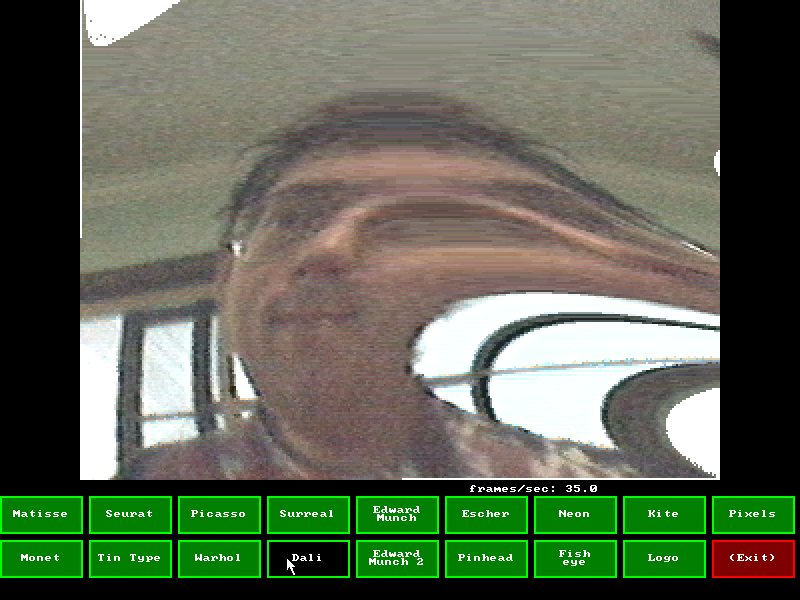 frames/sec: 35.0
Matisse
Seurat
Picasso
Surreal
Edward
Munch
Escher
Neon
Kite
Pixels
Monet
Tin Type
Warhol
Dali
Edward
Munch 2
Pinhead
Fish
eye
Logo
(Exit)